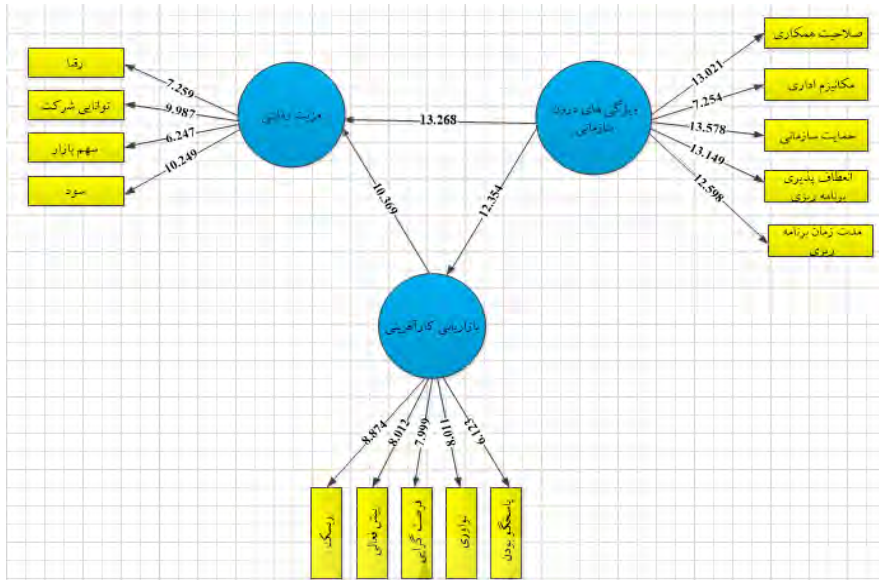 صلاحیت همکاری
13.021
مکانیزم اداری
7.254
حمایت سازمانی
13.578
انعطاف پذیری
برنامه ریزی
13.149
مدت زمان برنامه
ریزی
12.598
ویژگی های درون
سازمانی
13.268
12.354
مزیت رقابتی
رقبا
7.259
توانایی شرکت
9.987
سهم بازار
6.247
سود
10.249
10.369
بازاریابی کارآفرینی
8.874
8.012
7.999
8.011
6.123
ریسک
بیش فعالی
فرصت گرایی
نوآوری
پاسخگو بودن